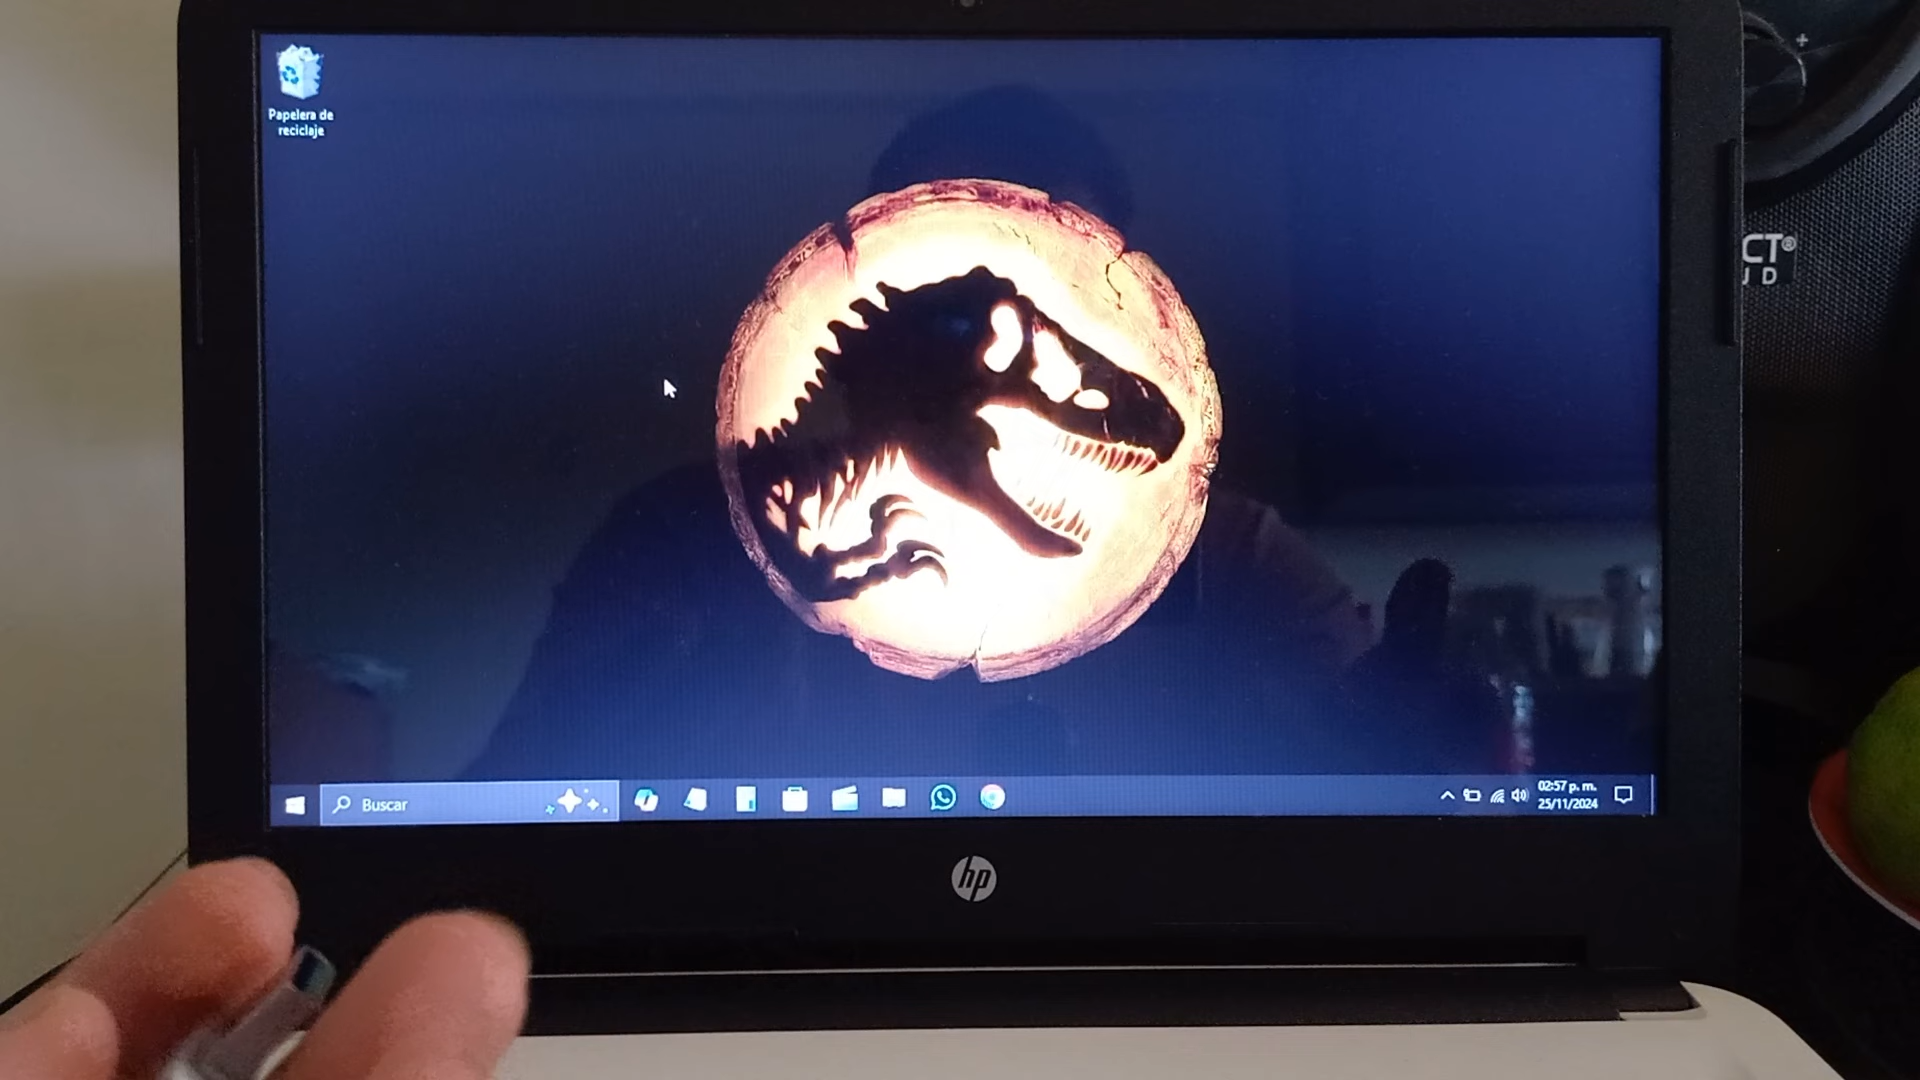 Papelera de
reciclaje
CT®
U D
Buscar
02:57 p. m.
25/11/2024
hp